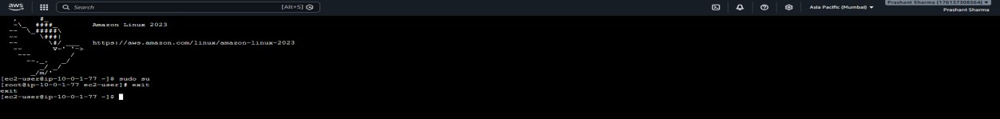 aws
Search
[Alt+S]
Asia Pacific (Mumbai)
Prashant Sharma (176137308564)
Prashant Sharma
Amazon Linux 2023
https://aws.amazon.com/linux/amazon-linux-2023
[ec2-user@ip-10-0-1-77 ~]$ sudo su
[root@ip-10-0-1-77 ec2-user]# exit
exit
[ec2-user@ip-10-0-1-77 ~]$